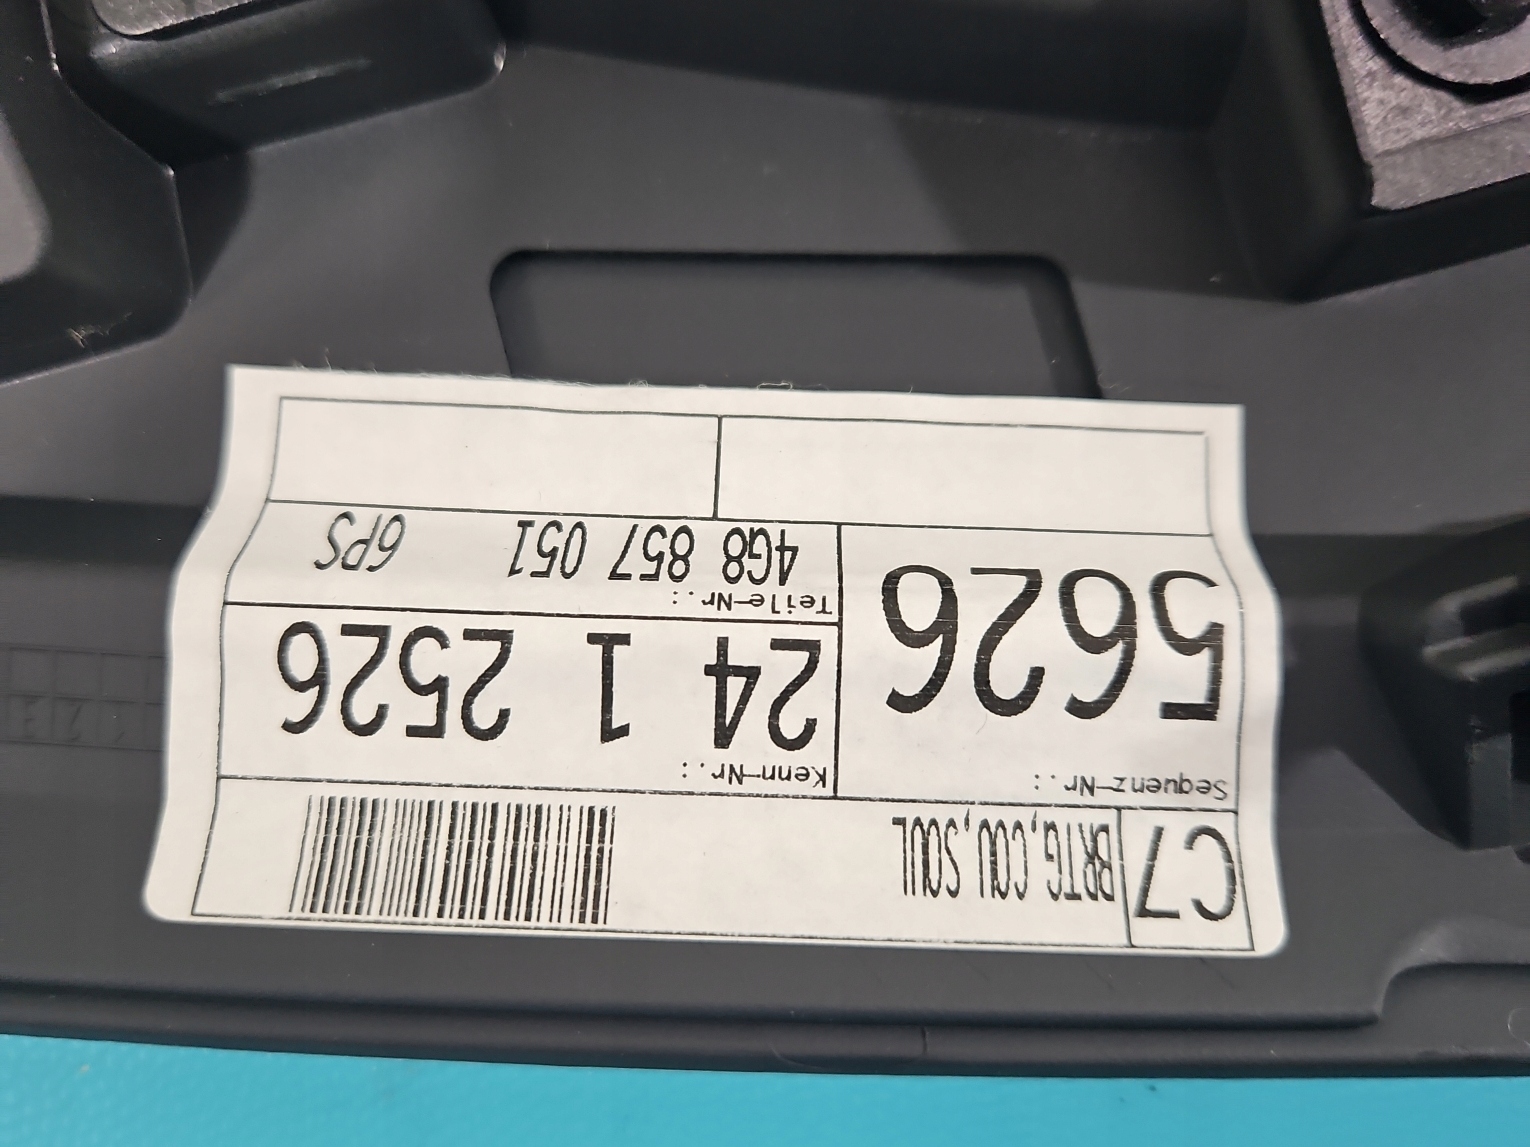 C7 BRTG,COU,SOUL
Sequenz-Nr.:
5626
Kenn-Nr.:
24 1 2526
Teile-Nr.:
4G8 857 051 6PS